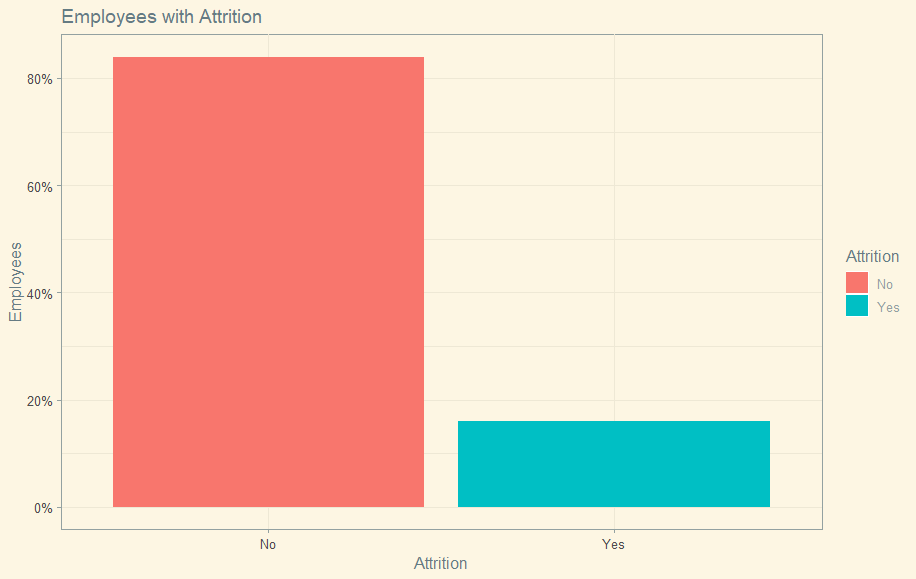 Employees with Attrition
Employees
80%
60%
40%
20%
0%
No
Yes
Attrition
Attrition
No
Yes